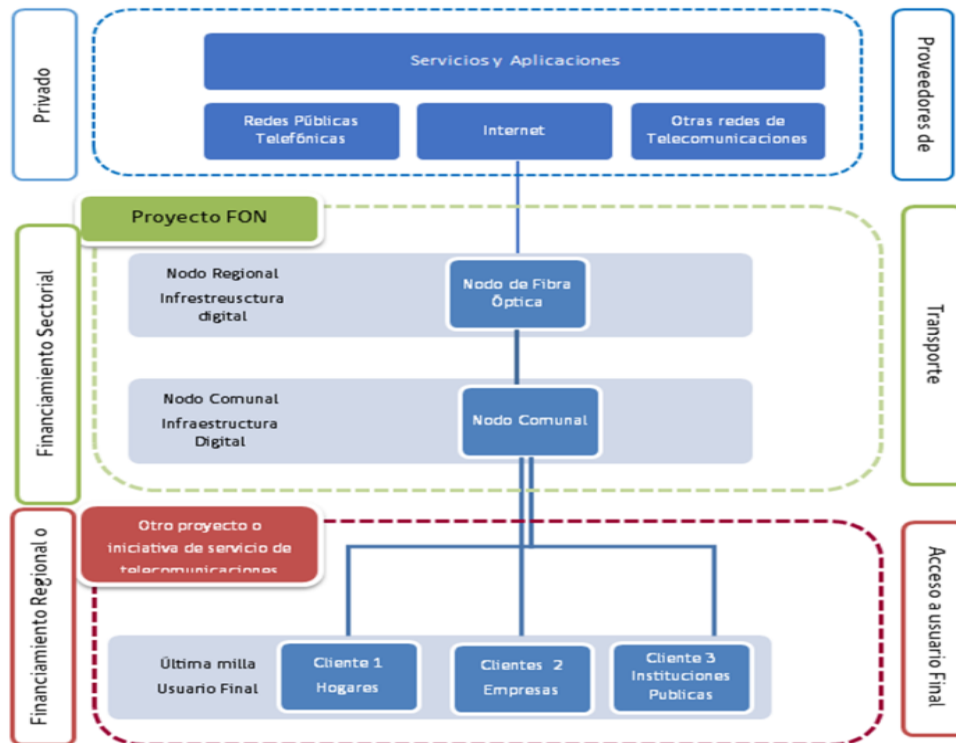 Privado
Servicios y Aplicaciones
Redes Públicas
Telefónicas
Internet
Otras redes de
Telecomunicaciones
Proveedores de
Proyecto FON
Financiamiento Sectorial
Nodo Regional
Infrestreusctura
digital
Nodo de Fibra
Óptica
Nodo Comunal
Infraestructura
Digital
Nodo Comunal
Transporte
Financiamiento Regional o
Otro proyecto o
iniciativa de servicio de
telecomunicaciones
Última milla
Usuario Final
Cliente 1
Hogares
Clientes 2
Empresas
Cliente 3
Instituciones
Publicas
Acceso a usuario Final